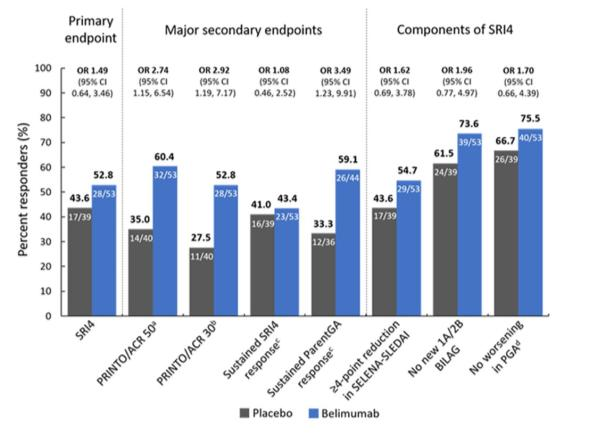 Primary
endpoint
Major secondary endpoints
Components of SRI4
OR 1.49
(95% CI
0.64, 3.46)
OR 2.74
(95% CI
1.15, 6.54)
OR 2.92
(95% CI
1.19, 7.17)
OR 1.08
(95% CI
0.46, 2.52)
OR 3.49
(95% CI
1.23, 9.91)
OR 1.62
(95% CI
0.69, 3.78)
OR 1.96
(95% CI
0.77, 4.97)
OR 1.70
(95% CI
0.66, 4.39)
Percent responders (%)
100
90
80
70
60
50
40
30
20
10
0
43.6
17/39
52.8
28/53
35.0
14/40
60.4
32/53
27.5
11/40
52.8
28/53
41.0
16/39
43.4
23/53
33.3
12/36
59.1
26/44
43.6
17/39
54.7
29/53
61.5
24/39
73.6
39/53
66.7
26/39
75.5
40/53
SRI4
PRINTO/ACR 50ᵃ
PRINTO/ACR 30ᵇ
Sustained SRI4
responseᶜ
Sustained ParentGA
responseᶜ
≥4-point reduction
in SELENA-SLEDAI
No new 1A/2B
BILAG
No worsening
in PGAᵈ
Placebo
Belimumab